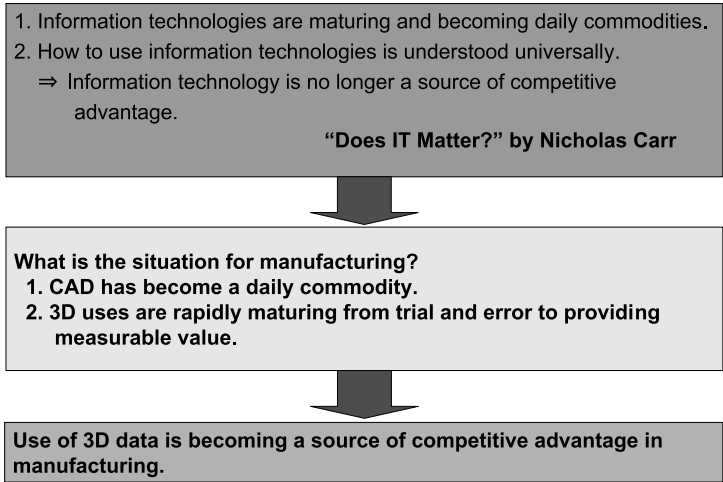 1. Information technologies are maturing and becoming daily commodities.
2. How to use information technologies is understood universally.
⇒ Information technology is no longer a source of competitive
advantage.
“Does IT Matter?” by Nicholas Carr
What is the situation for manufacturing?
1. CAD has become a daily commodity.
2. 3D uses are rapidly maturing from trial and error to providing
measurable value.
Use of 3D data is becoming a source of competitive advantage in
manufacturing.